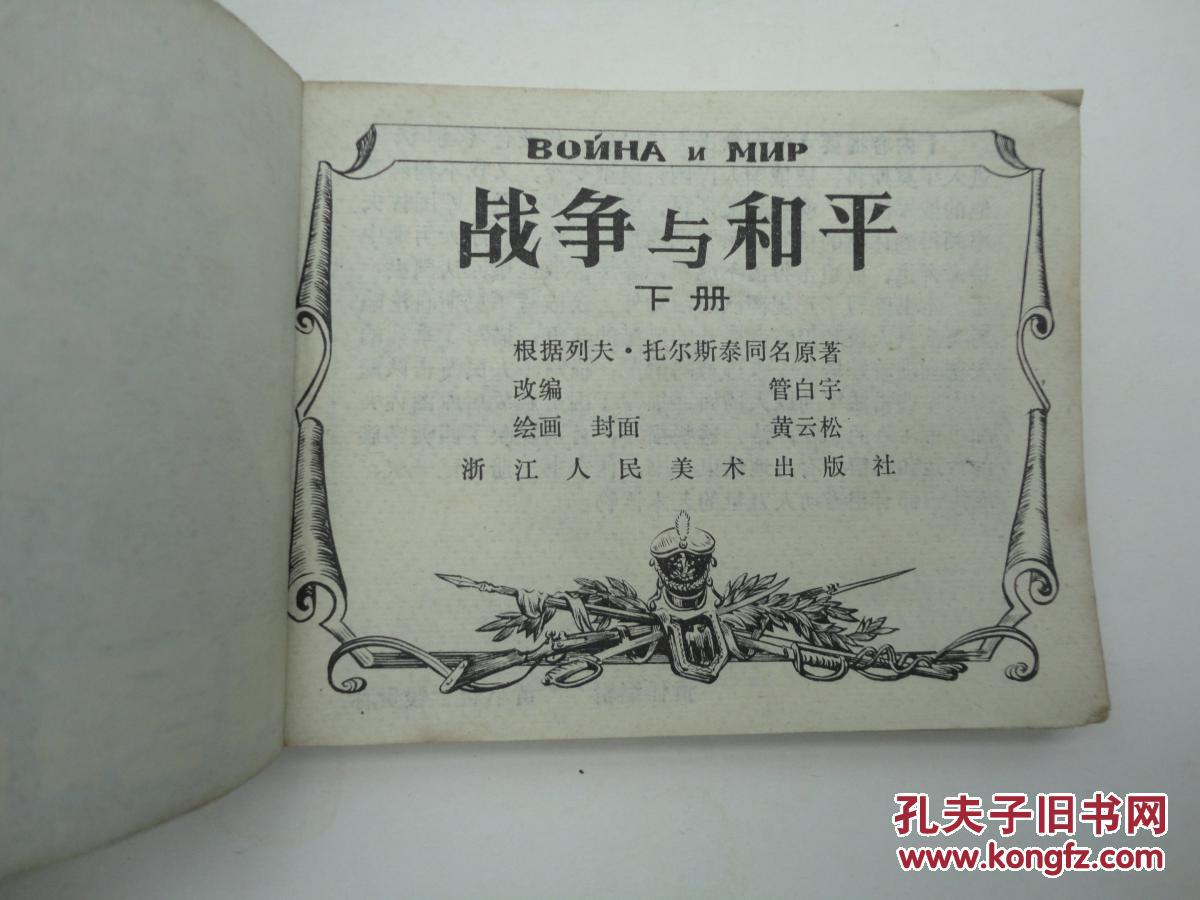 ВОЙНА и МИР
战争与和平
下册
根据列夫·托尔斯泰同名原著
改编 管白宇
绘画 封面 黄云松
浙江人民美术出版社
孔夫子旧书网
www.kongfz.com